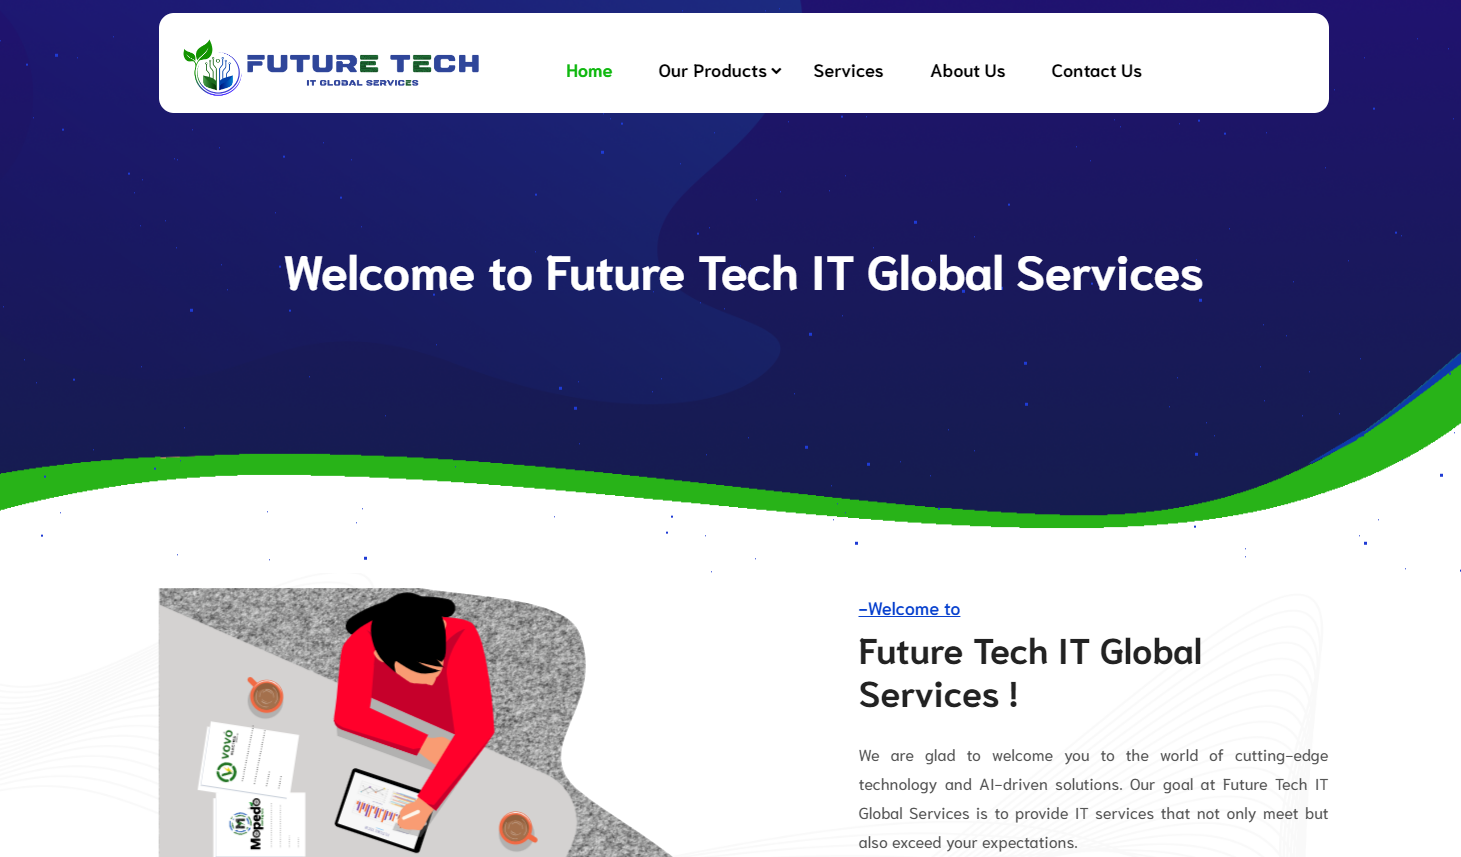 FUTURE TECH
IT GLOBAL SERVICES
Home
Our Products
Services
About Us
Contact Us
Welcome to Future Tech IT Global Services
-Welcome to
Future Tech IT Global
Services !
We are glad to welcome you to the world of cutting-edge
technology and AI-driven solutions. Our goal at Future Tech IT
Global Services is to provide IT services that not only meet but
also exceed your expectations.
VOVO
Mopedo